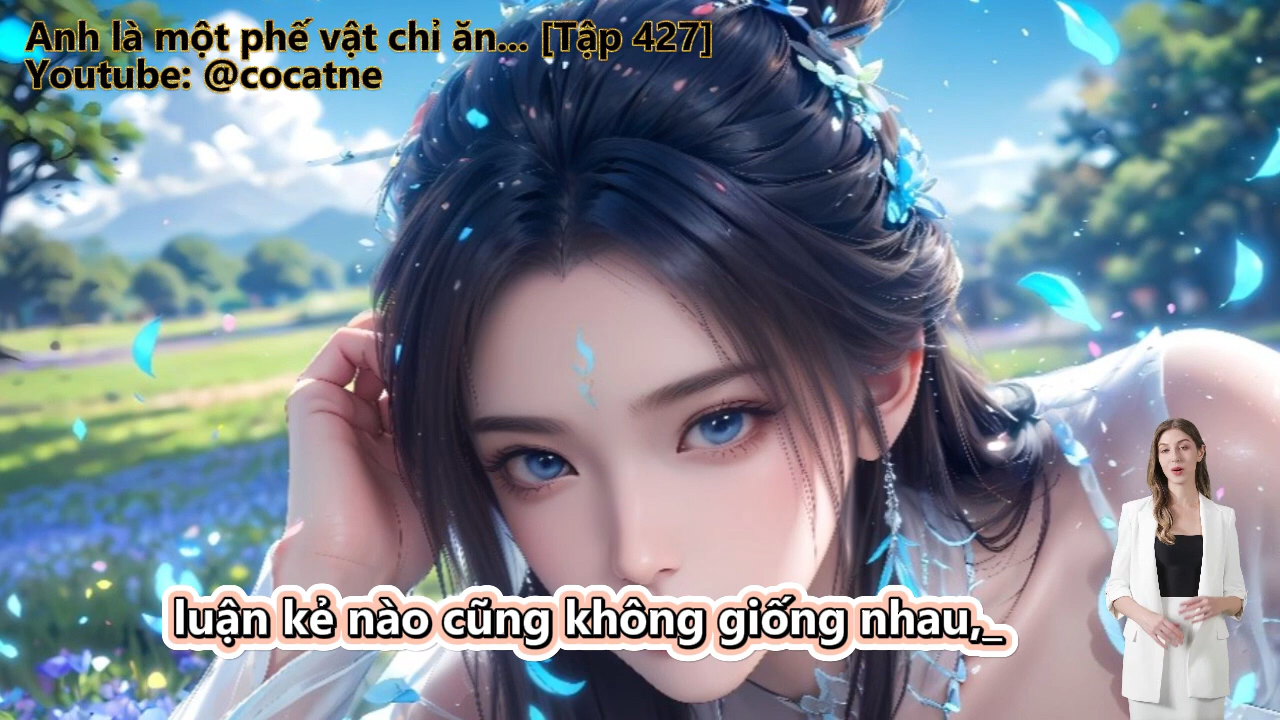 Anh là một phế vật chỉ ăn... [Tập 427]
Youtube: @cocatne
luận kẻ nào cũng không giống nhau,_